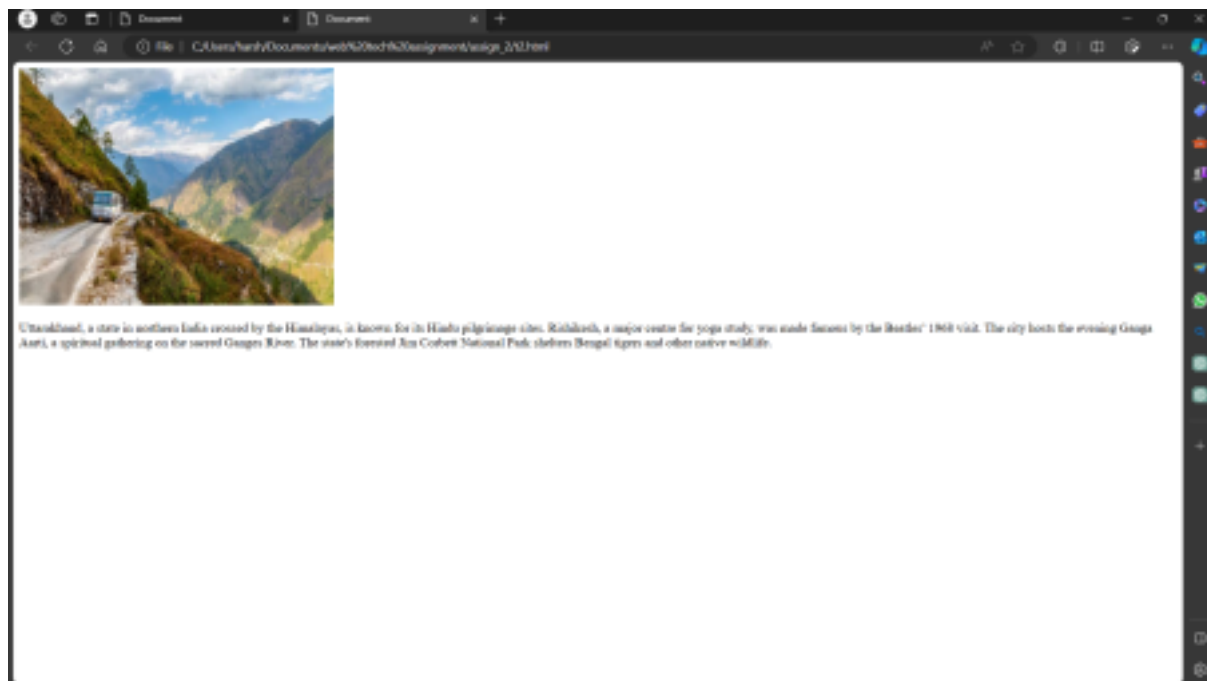 Document Document
File C:/Users/harsh/Documents/web%20tech%20assignment/assign_2/t2.html
Uttarakhand, a state in northern India crossed by the Himalayas, is known for its Hindu pilgrimage sites. Rishikesh, a major centre for yoga study, was made famous by the Beatles' 1968 visit. The city hosts the evening Ganga
Aarti, a spiritual gathering on the sacred Ganges River. The state's forested Jim Corbett National Park shelters Bengal tigers and other native wildlife.